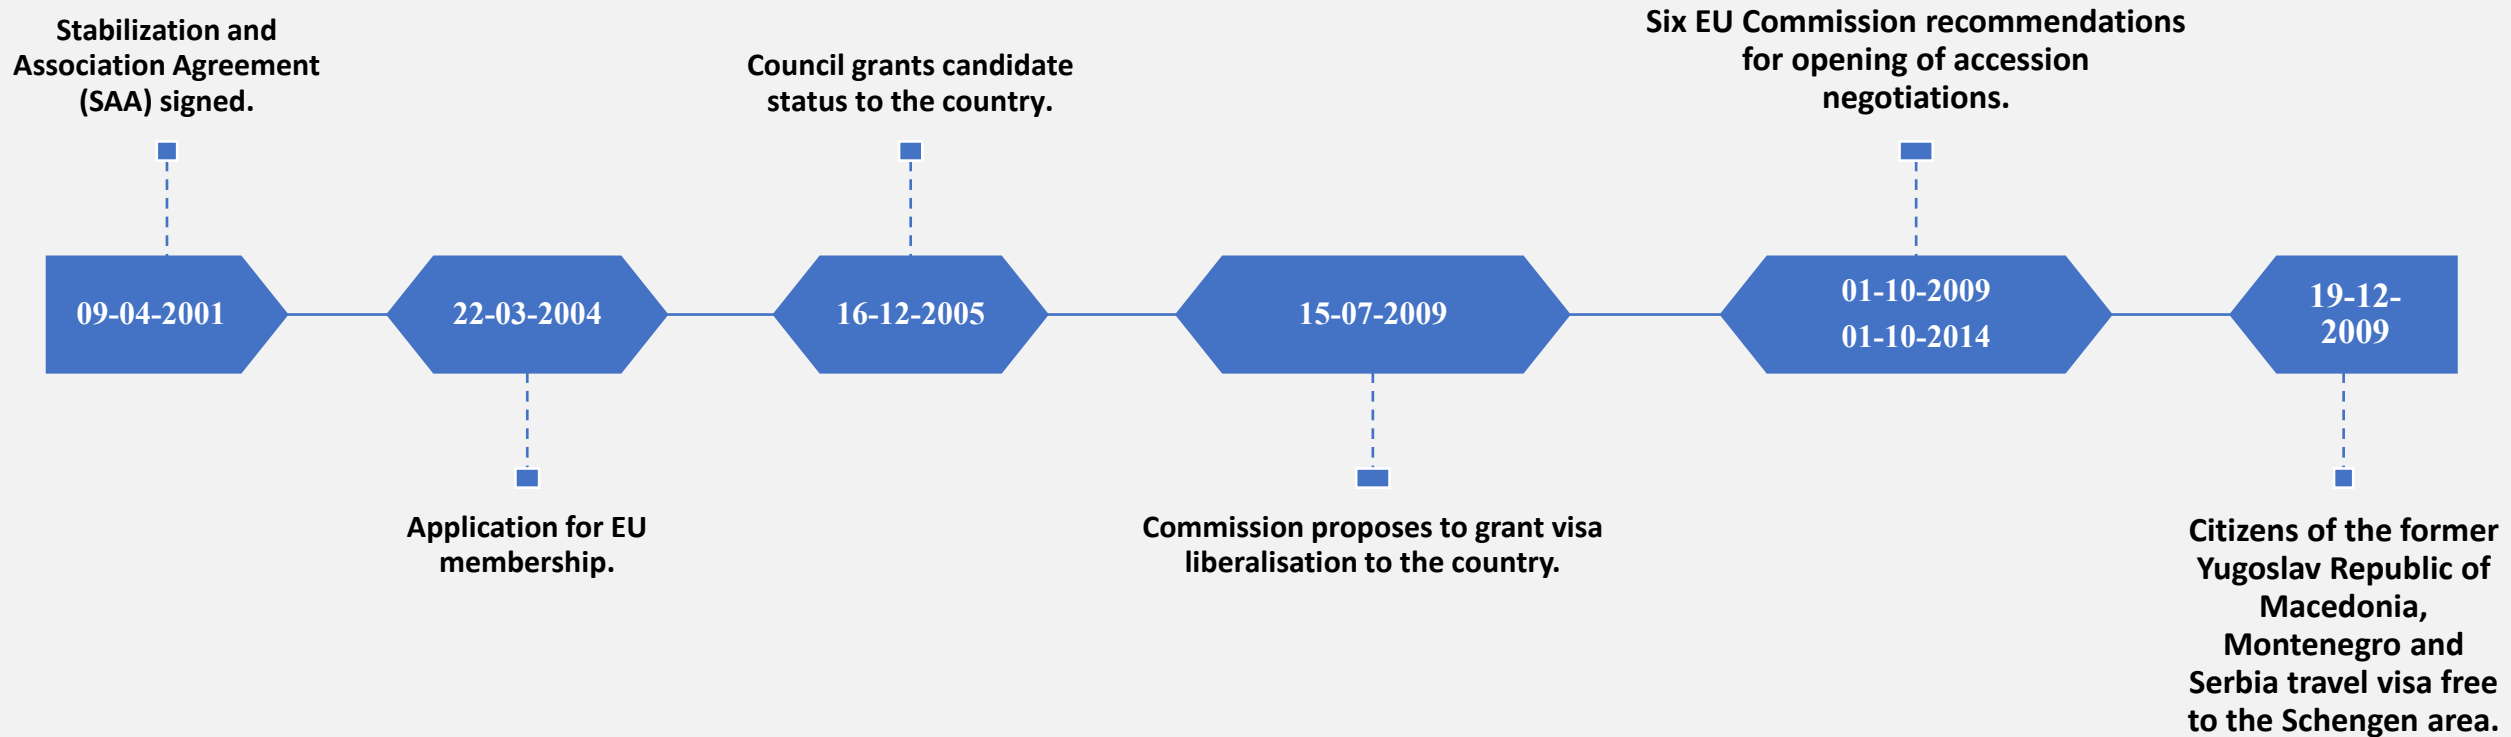 Stabilization and
Association Agreement
(SAA) signed.
Council grants candidate
status to the country.
Six EU Commission recommendations
for opening of accession
negotiations.
09-04-2001
22-03-2004
16-12-2005
15-07-2009
01-10-2009
01-10-2014
19-12-
2009
Application for EU
membership.
Commission proposes to grant visa
liberalisation to the country.
Citizens of the former
Yugoslav Republic of
Macedonia,
Montenegro and
Serbia travel visa free
to the Schengen area.